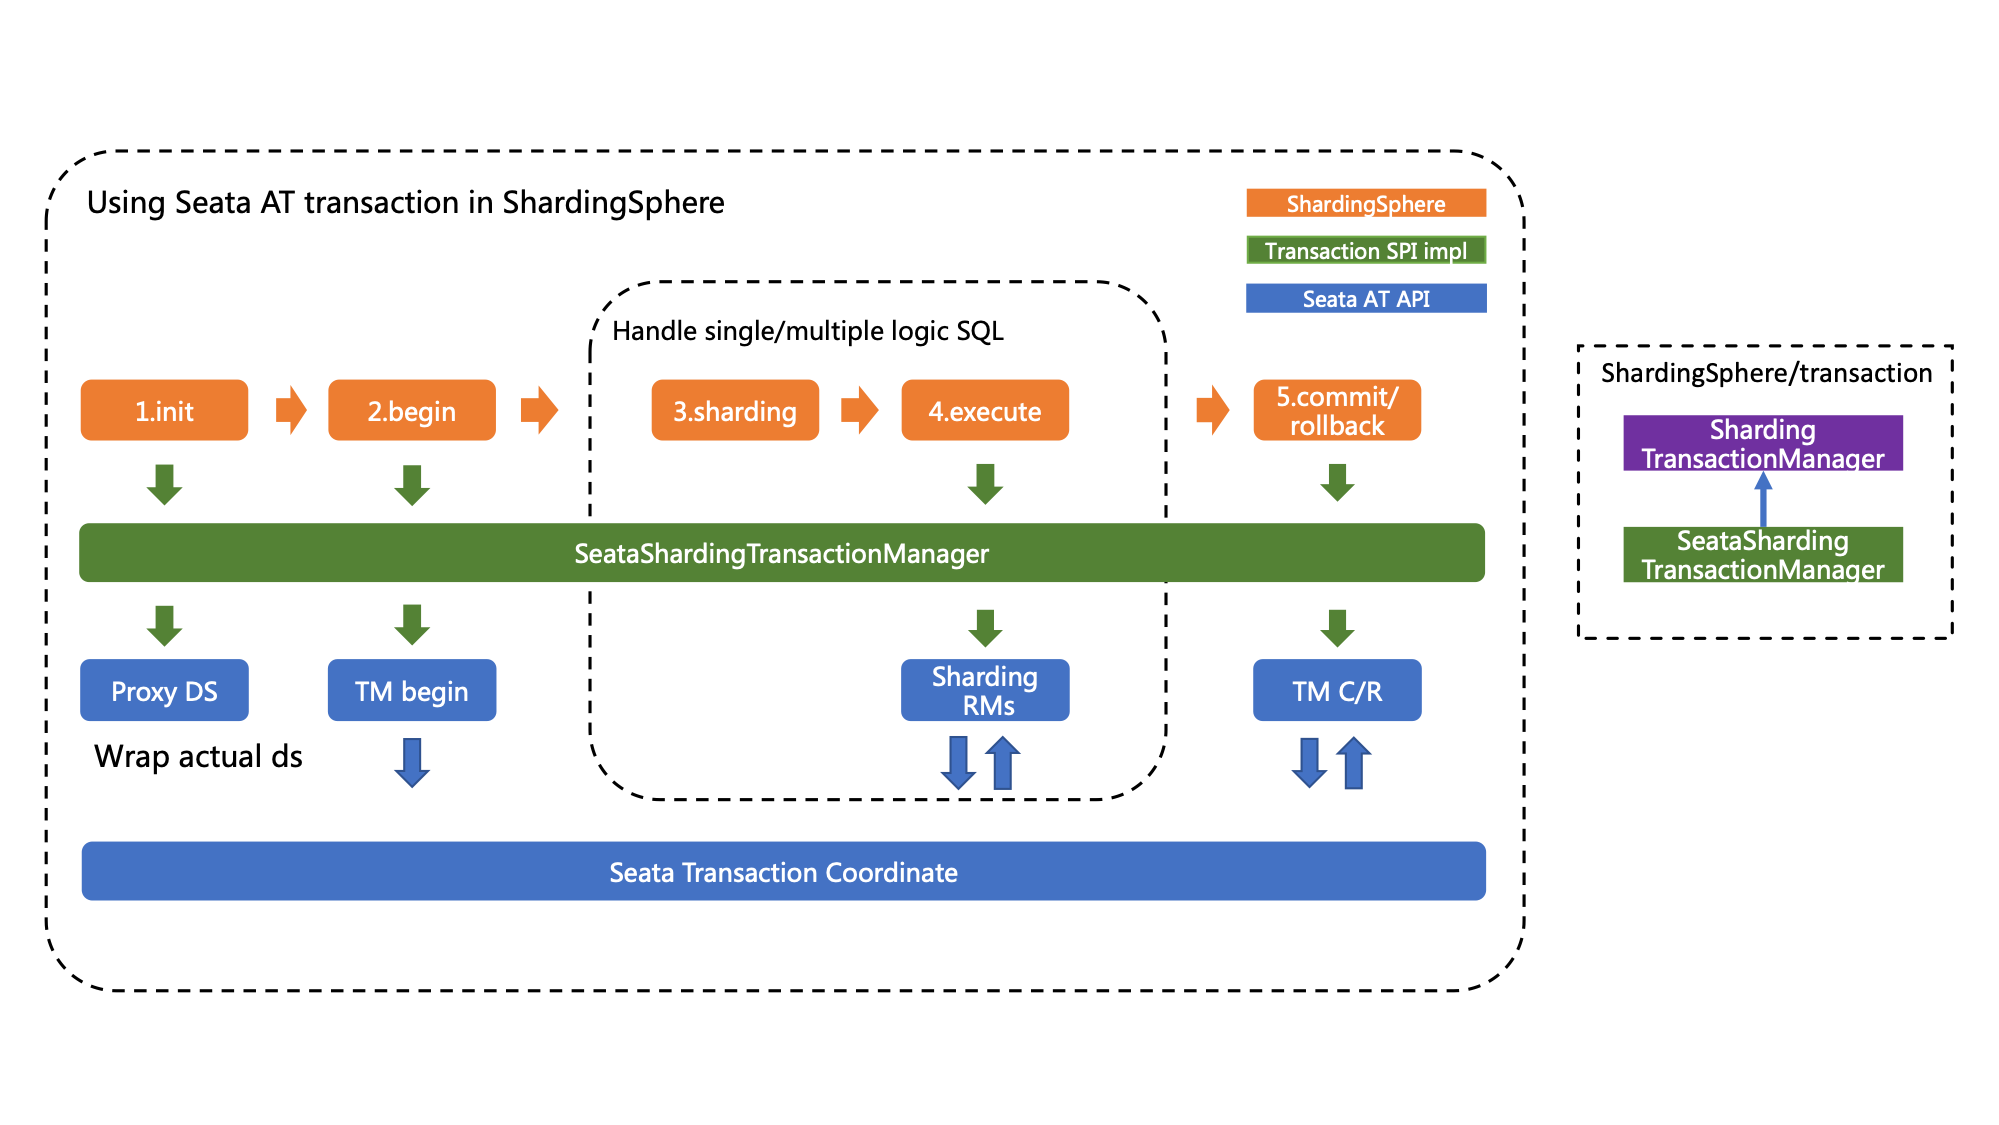 Using Seata AT transaction in ShardingSphere
ShardingSphere
Transaction SPI impl
Seata AT API
Handle single/multiple logic SQL
1.init
2.begin
3.sharding
4.execute
5.commit/
rollback
SeataShardingTransactionManager
Proxy DS
TM begin
Sharding
RMs
TM C/R
Wrap actual ds
Seata Transaction Coordinate
ShardingSphere/transaction
Sharding
TransactionManager
SeataSharding
TransactionManager